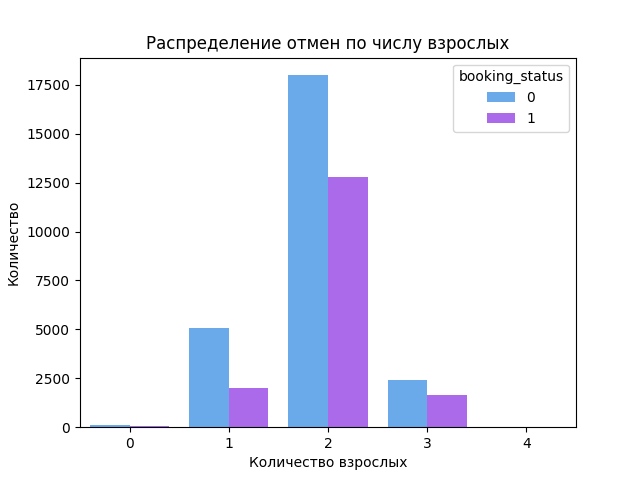 Распределение отмен по числу взрослых
booking_status
0
1
17500
15000
12500
10000
7500
5000
2500
0
Количество
0 1 2 3 4
Количество взрослых